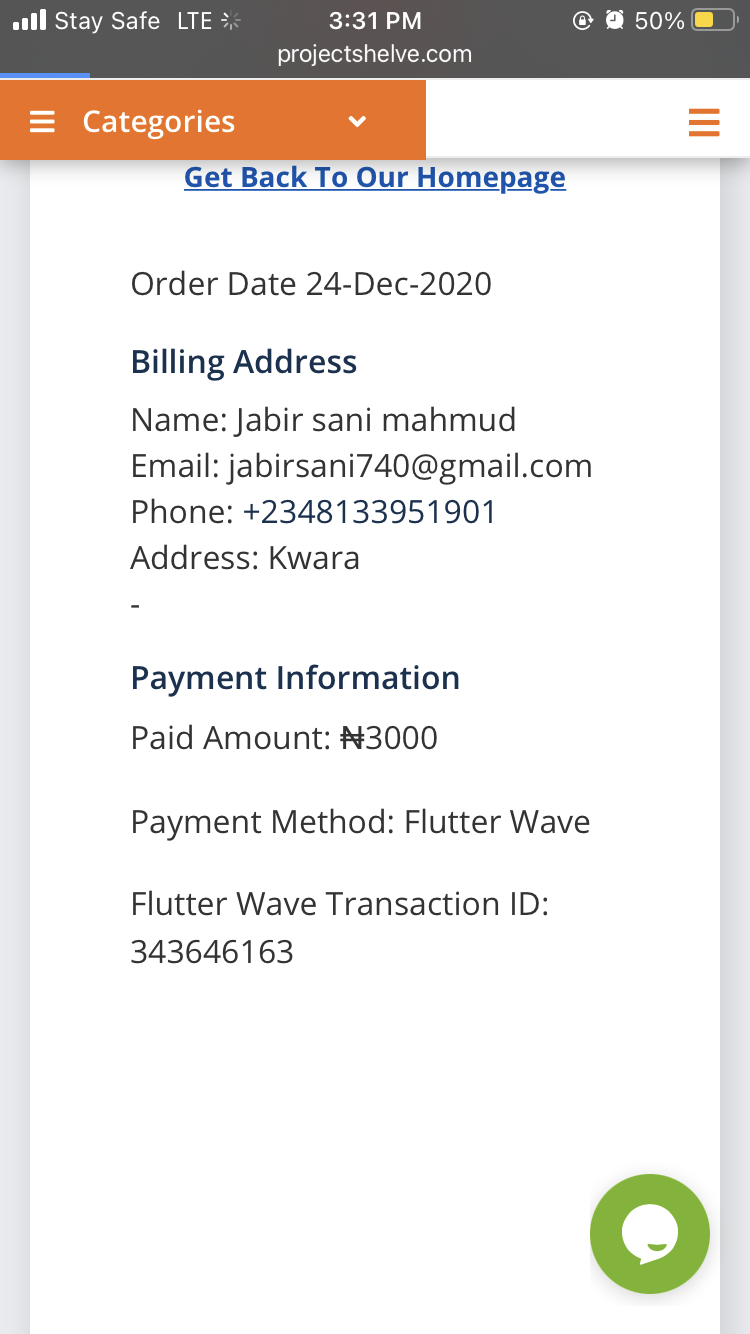 Stay Safe LTE 3:31 PM 50%
projectshelve.com
Categories
Get Back To Our Homepage
Order Date 24-Dec-2020
Billing Address
Name: Jabir sani mahmud
Email: jabirsani740@gmail.com
Phone: +2348133951901
Address: Kwara
-
Payment Information
Paid Amount: ₦3000
Payment Method: Flutter Wave
Flutter Wave Transaction ID:
343646163